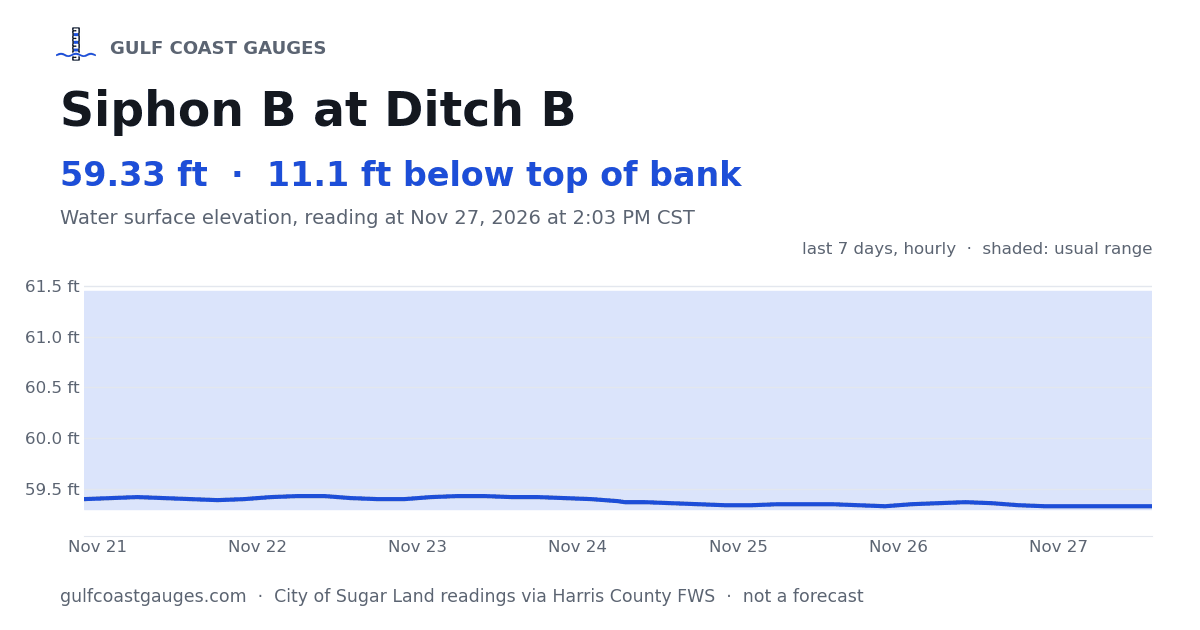 GULF COAST GAUGES
Siphon B at Ditch B
59.33 ft · 11.1 ft below top of bank
Water surface elevation, reading at Nov 27, 2026 at 2:03 PM CST
last 7 days, hourly · shaded: usual range
61.5 ft
61.0 ft
60.5 ft
60.0 ft
59.5 ft
Nov 21 Nov 22 Nov 23 Nov 24 Nov 25 Nov 26 Nov 27
gulfcoastgauges.com · City of Sugar Land readings via Harris County FWS · not a forecast